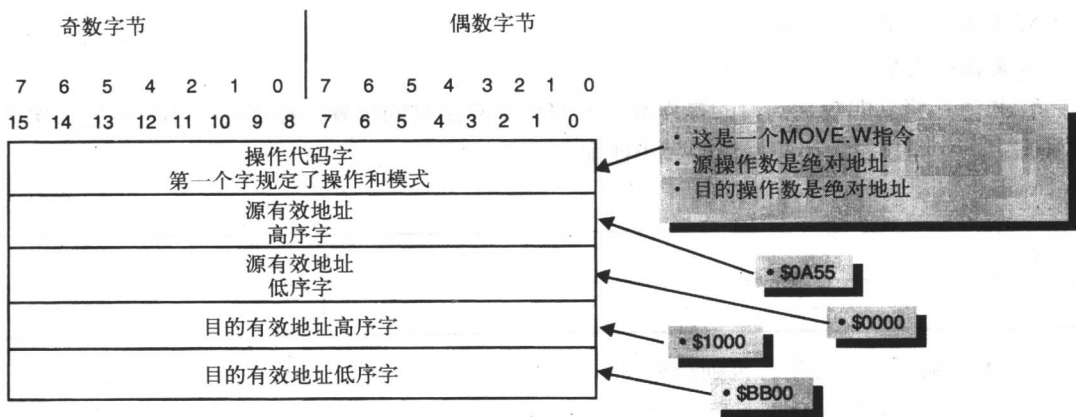 奇数字节 偶数字节
7 6 5 4 2 1 0 7 6 5 4 3 2 1 0
15 14 13 12 11 10 9 8 7 6 5 4 3 2 1 0
操作代码字
第一个字规定了操作和模式
源有效地址
高序字
源有效地址
低序字
目的有效地址高序字
目的有效地址低序字
• 这是一个MOVE.W指令
• 源操作数是绝对地址
• 目的操作数是绝对地址
• $0A55
• $0000
• $1000
• $BB00